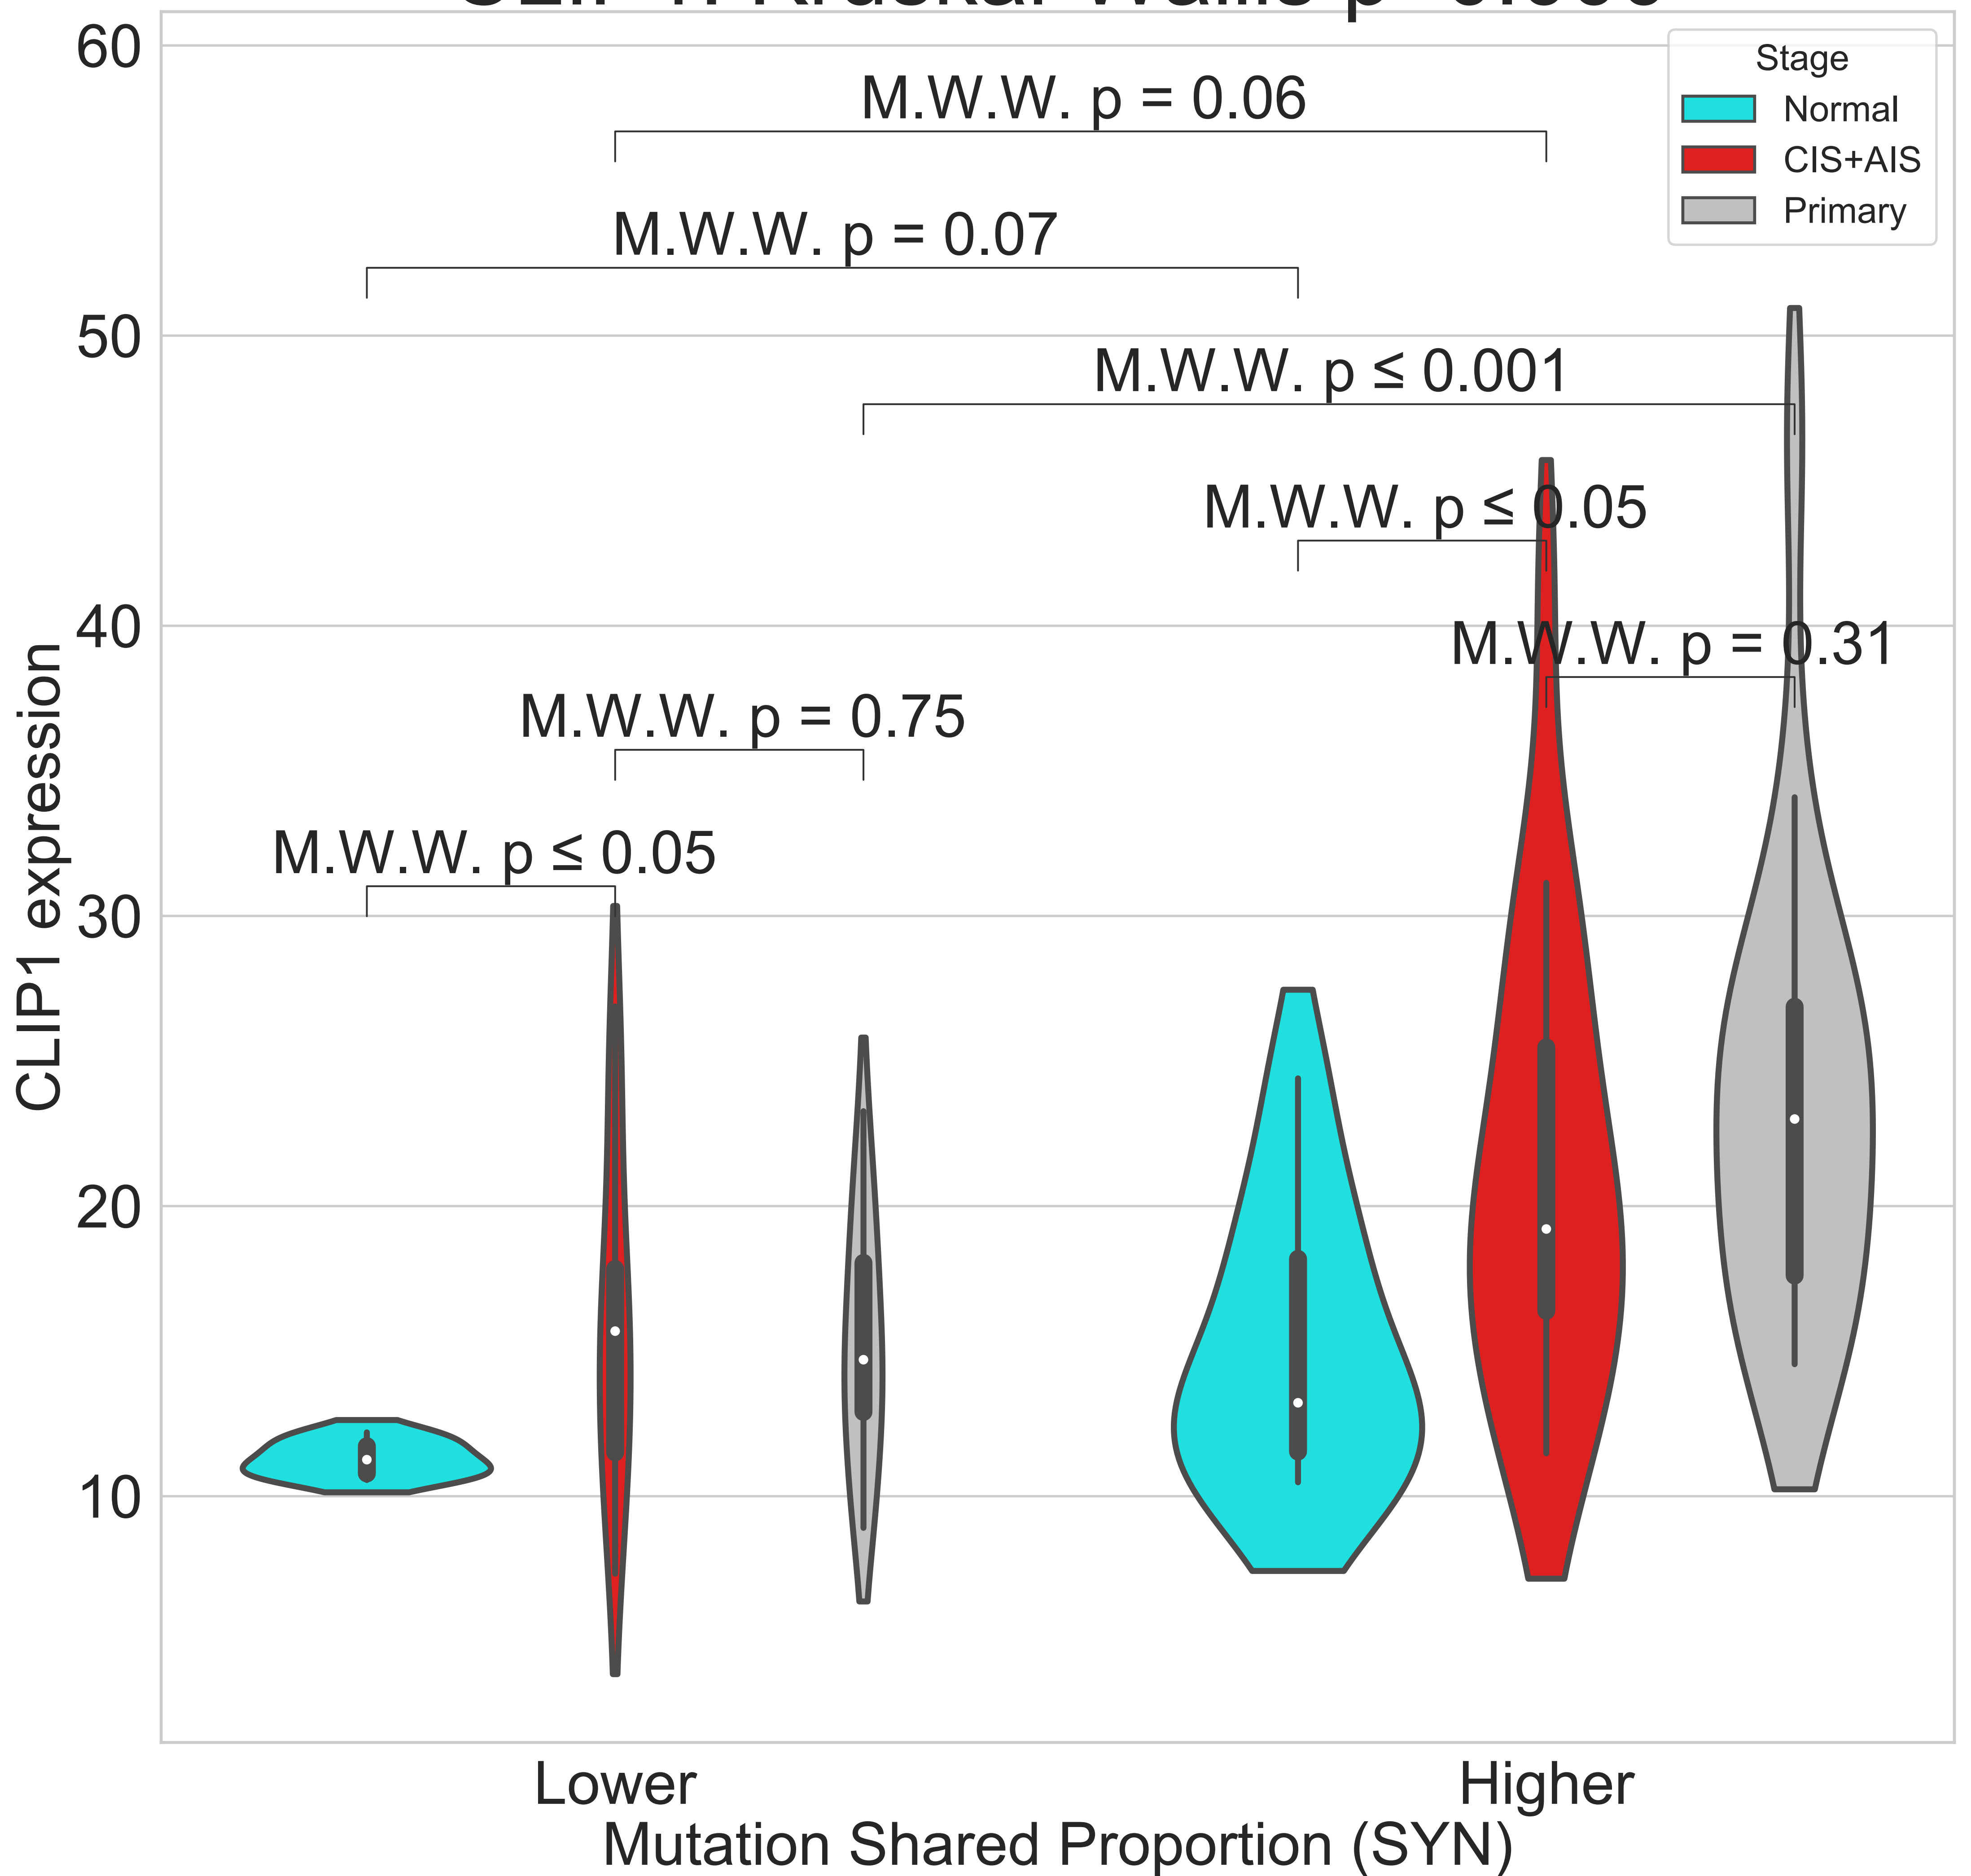 60
50
40
30
20
10
CLIP1 expression
M.W.W. p = 0.06
M.W.W. p = 0.07
M.W.W. p ≤ 0.001
M.W.W. p ≤ 0.05
M.W.W. p = 0.31
M.W.W. p = 0.75
M.W.W. p ≤ 0.05
Stage
Normal
CIS+AIS
Primary
Lower
Higher
Mutation Shared Proportion (SYN)